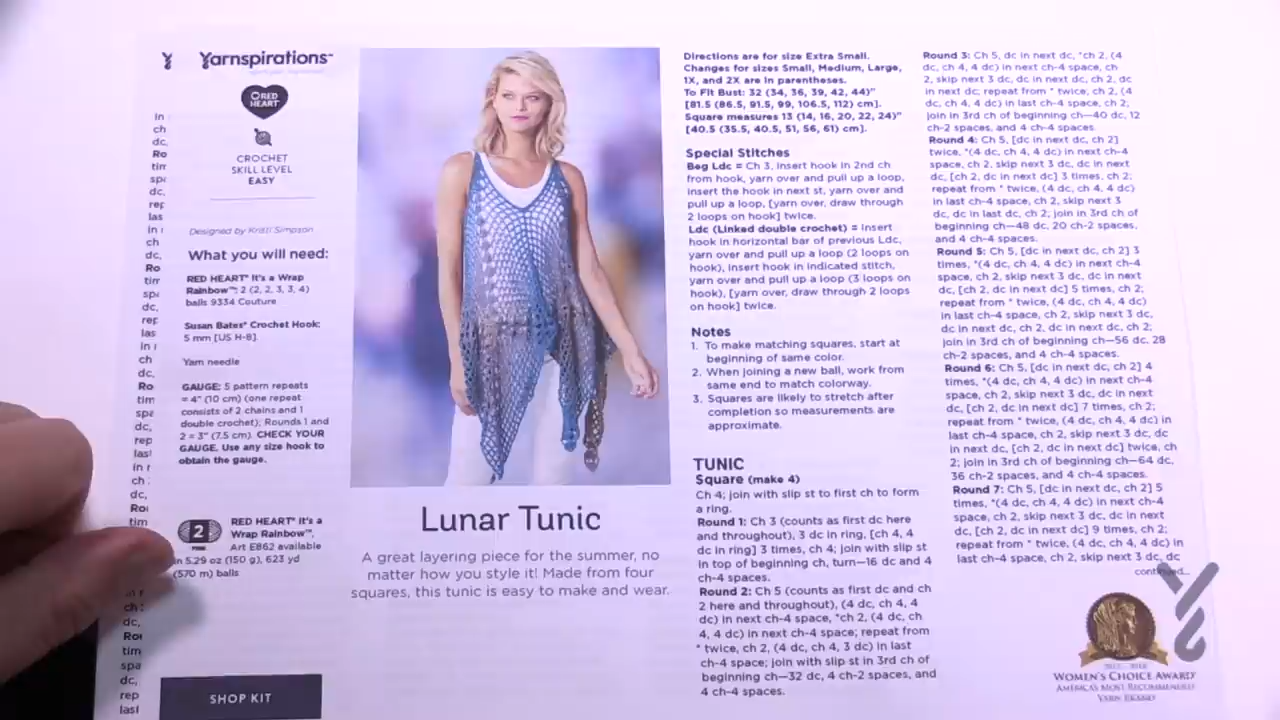 Yarnspirations™
RED
HEART
CROCHET
SKILL LEVEL
EASY
Designed by Kristi Simpson
What you will need:
RED HEART® It's a Wrap
Rainbow™: 2 (2, 2, 3, 3, 4)
balls 9334 Couture
Susan Bates® Crochet Hook:
5 mm [US H-8]
Yarn needle
GAUGE: 5 pattern repeats
= 4" (10 cm) (one repeat
consists of 2 chains and 1
double crochet); Rounds 1 and
2 = 3" (7.5 cm). CHECK YOUR
GAUGE. Use any size hook to
obtain the gauge.
2
FINE
RED HEART® It's a
Wrap Rainbow™,
Art E862 available
in 5.29 oz (150 g), 623 yd
(570 m) balls
SHOP KIT
Lunar Tunic
A great layering piece for the summer, no
matter how you style it! Made from four
squares, this tunic is easy to make and wear.
Directions are for size Extra Small.
Changes for sizes Small, Medium, Large,
1X, and 2X are in parentheses.
To Fit Bust: 32 (34, 36, 39, 42, 44)"
[81.5 (86.5, 91.5, 99, 106.5, 112) cm].
Square measures 13 (14, 16, 20, 22, 24)"
[40.5 (35.5, 40.5, 51, 56, 61) cm].
Special Stitches
Beg Ldc = Ch 3, insert hook in 2nd ch
from hook, yarn over and pull up a loop,
insert the hook in next st, yarn over and
pull up a loop, [yarn over, draw through
2 loops on hook] twice.
Ldc (Linked double crochet) = Insert
hook in horizontal bar of previous Ldc,
yarn over and pull up a loop (2 loops on
hook), insert hook in indicated stitch,
yarn over and pull up a loop (3 loops on
hook), [yarn over, draw through 2 loops
on hook] twice.
Notes
1. To make matching squares, start at
beginning of same color.
2. When joining a new ball, work from
same end to match colorway.
3. Squares are likely to stretch after
completion so measurements are
approximate.
TUNIC
Square (make 4)
Ch 4; join with slip st to first ch to form
a ring.
Round 1: Ch 3 (counts as first dc here
and throughout), 3 dc in ring, [ch 4, 4
dc in ring] 3 times, ch 4; join with slip st
in top of beginning ch, turn—16 dc and 4
ch-4 spaces.
Round 2: Ch 5 (counts as first dc and ch
2 here and throughout), (4 dc, ch 4, 4
dc) in next ch-4 space, *ch 2, (4 dc, ch
4, 4 dc) in next ch-4 space; repeat from
* twice, ch 2, (4 dc, ch 4, 3 dc) in last
ch-4 space; join with slip st in 3rd ch of
beginning ch—32 dc, 4 ch-2 spaces, and
4 ch-4 spaces.
Round 3: Ch 5, dc in next dc, *ch 2, (4
dc, ch 4, 4 dc) in next ch-4 space, ch
2, skip next 3 dc, dc in next dc, ch 2, dc
in next dc; repeat from * twice, ch 2, (4
dc, ch 4, 4 dc) in last ch-4 space, ch 2;
join in 3rd ch of beginning ch—40 dc, 12
ch-2 spaces, and 4 ch-4 spaces.
Round 4: Ch 5, [dc in next dc, ch 2]
twice, *(4 dc, ch 4, 4 dc) in next ch-4
space, ch 2, skip next 3 dc, dc in next
dc, [ch 2, dc in next dc] 3 times, ch 2;
repeat from * twice, (4 dc, ch 4, 4 dc)
in last ch-4 space, ch 2, skip next 3
dc, dc in last dc, ch 2; join in 3rd ch of
beginning ch—48 dc, 20 ch-2 spaces,
and 4 ch-4 spaces.
Round 5: Ch 5, [dc in next dc, ch 2] 3
times, *(4 dc, ch 4, 4 dc) in next ch-4
space, ch 2, skip next 3 dc, dc in next
dc, [ch 2, dc in next dc] 5 times, ch 2;
repeat from * twice, (4 dc, ch 4, 4 dc)
in last ch-4 space, ch 2, skip next 3 dc,
dc in next dc, ch 2, dc in next dc, ch 2;
join in 3rd ch of beginning ch—56 dc, 28
ch-2 spaces, and 4 ch-4 spaces.
Round 6: Ch 5, [dc in next dc, ch 2] 4
times, *(4 dc, ch 4, 4 dc) in next ch-4
space, ch 2, skip next 3 dc, dc in next
dc, [ch 2, dc in next dc] 7 times, ch 2;
repeat from * twice, (4 dc, ch 4, 4 dc) in
last ch-4 space, ch 2, skip next 3 dc, dc
in next dc, [ch 2, dc in next dc] twice, ch
2; join in 3rd ch of beginning ch—64 dc,
36 ch-2 spaces, and 4 ch-4 spaces.
Round 7: Ch 5, [dc in next dc, ch 2] 5
times, *(4 dc, ch 4, 4 dc) in next ch-4
space, ch 2, skip next 3 dc, dc in next
dc, [ch 2, dc in next dc] 9 times, ch 2;
repeat from * twice, (4 dc, ch 4, 4 dc) in
last ch-4 space, ch 2, skip next 3 dc, dc
continued...
WOMEN'S CHOICE AWARD
AMERICA'S MOST RECOMMENDED
YARN BRAND